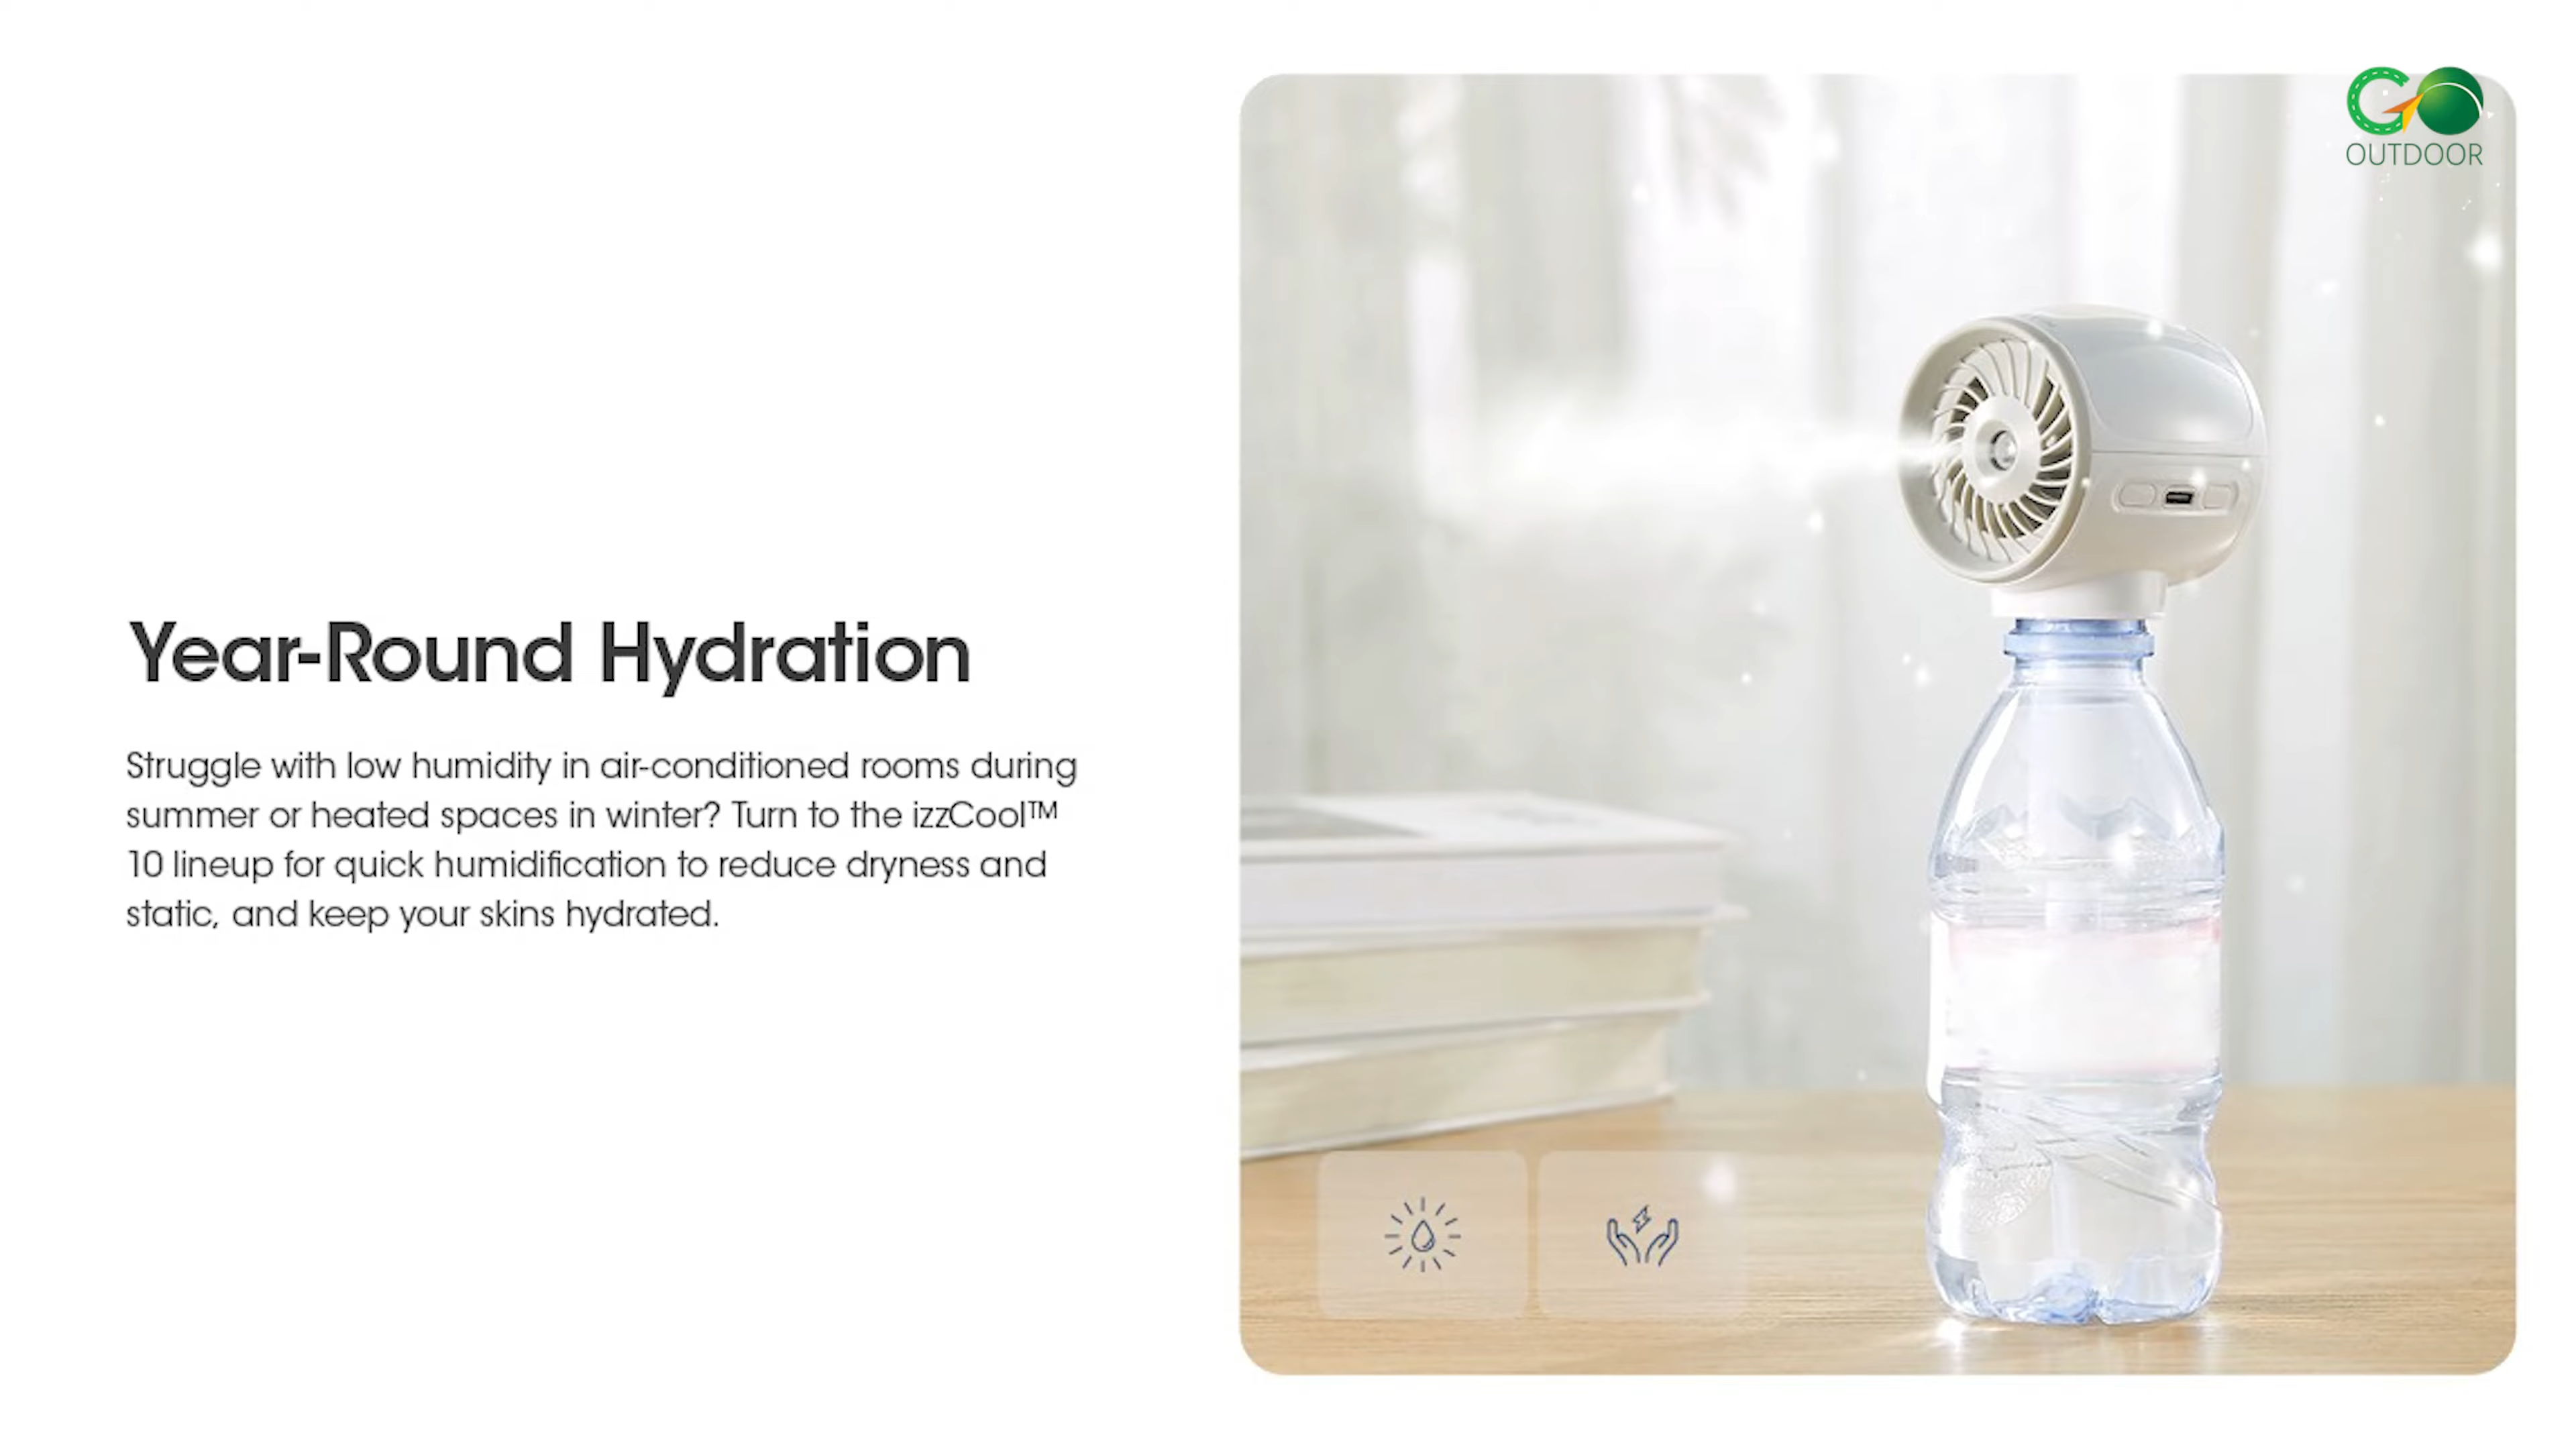 GO
OUTDOOR
Year-Round Hydration
Struggle with low humidity in air-conditioned rooms during
summer or heated spaces in winter? Turn to the izzCool™
10 lineup for quick humidification to reduce dryness and
static, and keep your skins hydrated.